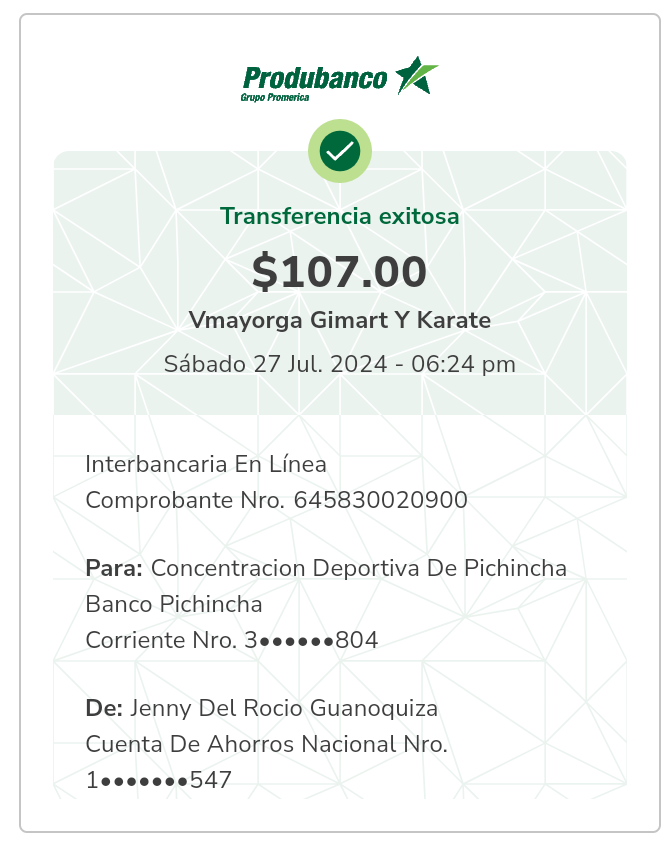 Produbanco
Grupo Promerica
Transferencia exitosa
$107.00
Vmayorga Gimart Y Karate
Sábado 27 Jul. 2024 - 06:24 pm
Interbancaria En Línea
Comprobante Nro. 645830020900
Para: Concentracion Deportiva De Pichincha
Banco Pichincha
Corriente Nro. 3●●●●●●804
De: Jenny Del Rocio Guanoquiza
Cuenta De Ahorros Nacional Nro.
1●●●●●●●547